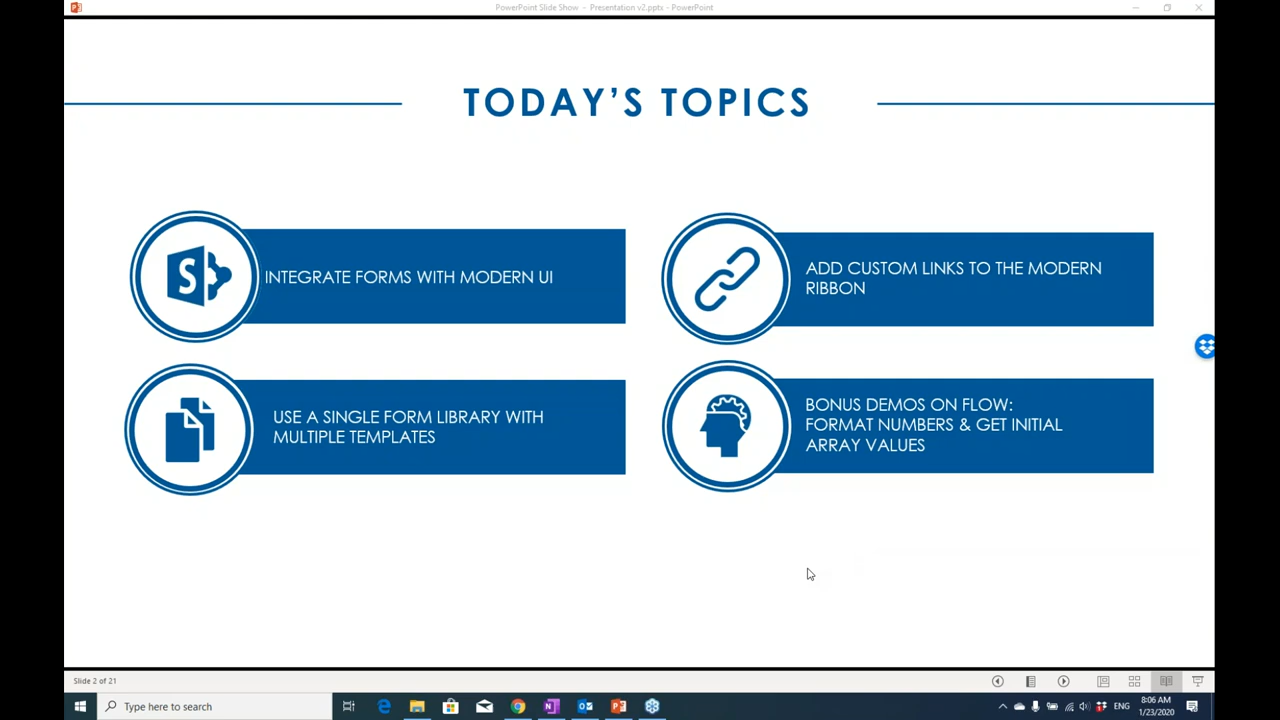 PowerPoint Slide Show - Presentation v2.pptx - PowerPoint
TODAY'S TOPICS
S
INTEGRATE FORMS WITH MODERN UI
ADD CUSTOM LINKS TO THE MODERN
RIBBON
USE A SINGLE FORM LIBRARY WITH
MULTIPLE TEMPLATES
BONUS DEMOS ON FLOW:
FORMAT NUMBERS & GET INITIAL
ARRAY VALUES
Slide 2 of 21
Type here to search
ENG
8:06 AM
1/23/2020